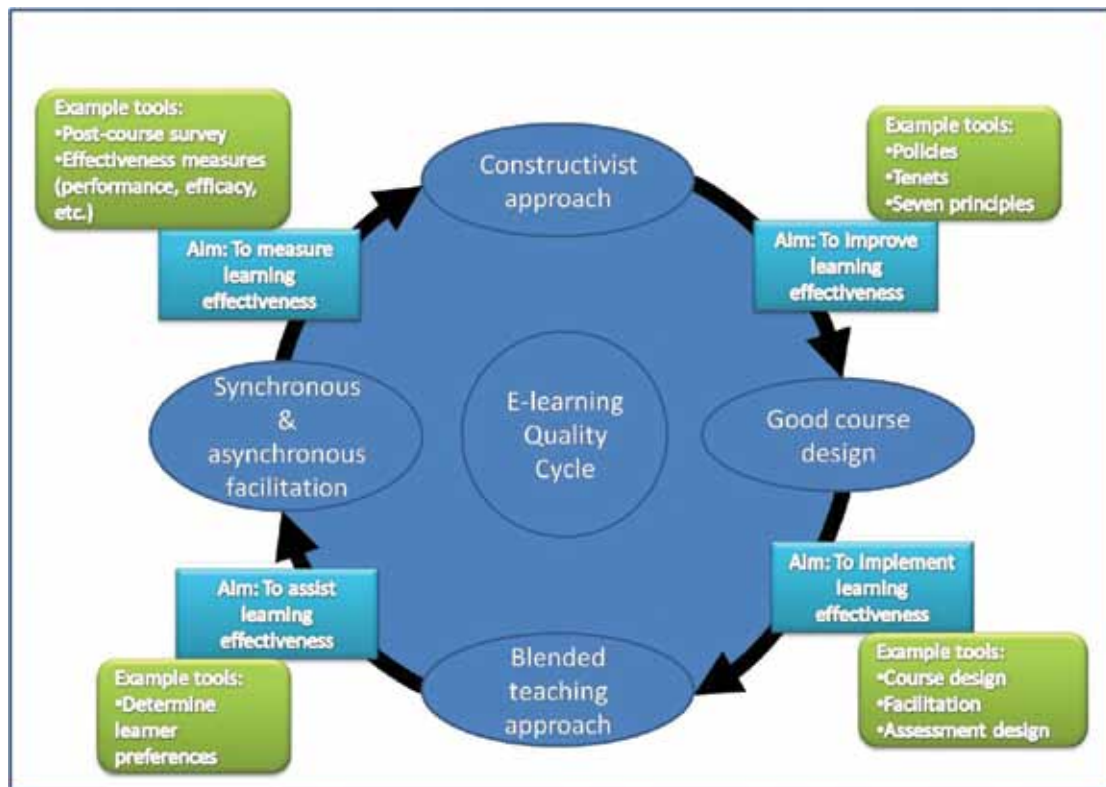 Example tools:
•Post-course survey
•Effectiveness measures
(performance, efficacy,
etc.)
Aim: To measure
learning
effectiveness
Constructivist
approach
Example tools:
•Policies
•Tenets
•Seven principles
Aim: To improve
learning
effectiveness
Synchronous
&
asynchronous
facilitation
E-learning
Quality
Cycle
Good course
design
Aim: To assist
learning
effectiveness
Example tools:
•Determine
learner
preferences
Blended
teaching
approach
Aim: To implement
learning
effectiveness
Example tools:
•Course design
•Facilitation
•Assessment design